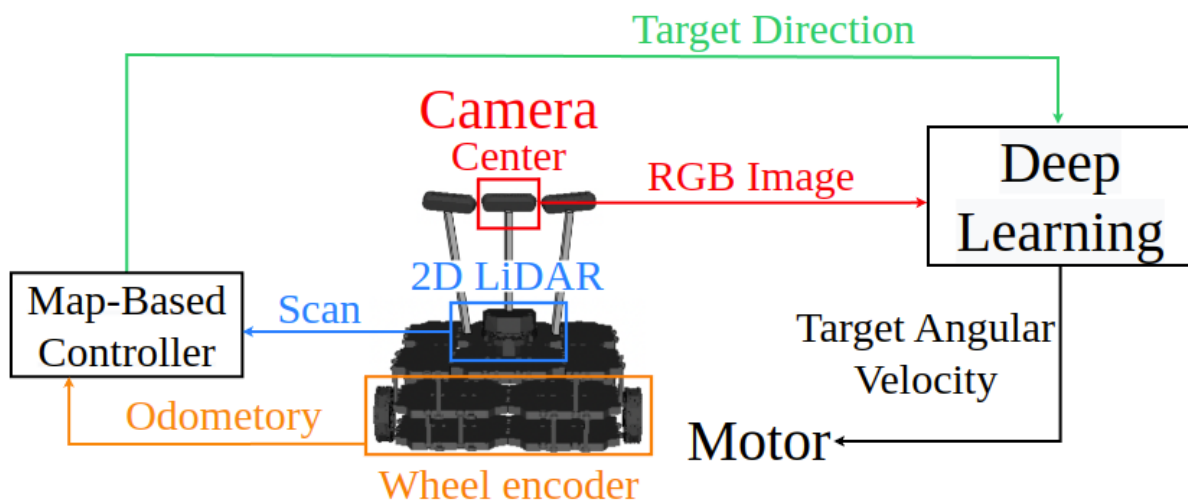 Target Direction
Camera
Center
RGB Image
Deep
Learning
2D LiDAR
Map-Based
Controller
Scan
Target Angular
Velocity
Odometory
Motor
Wheel encoder